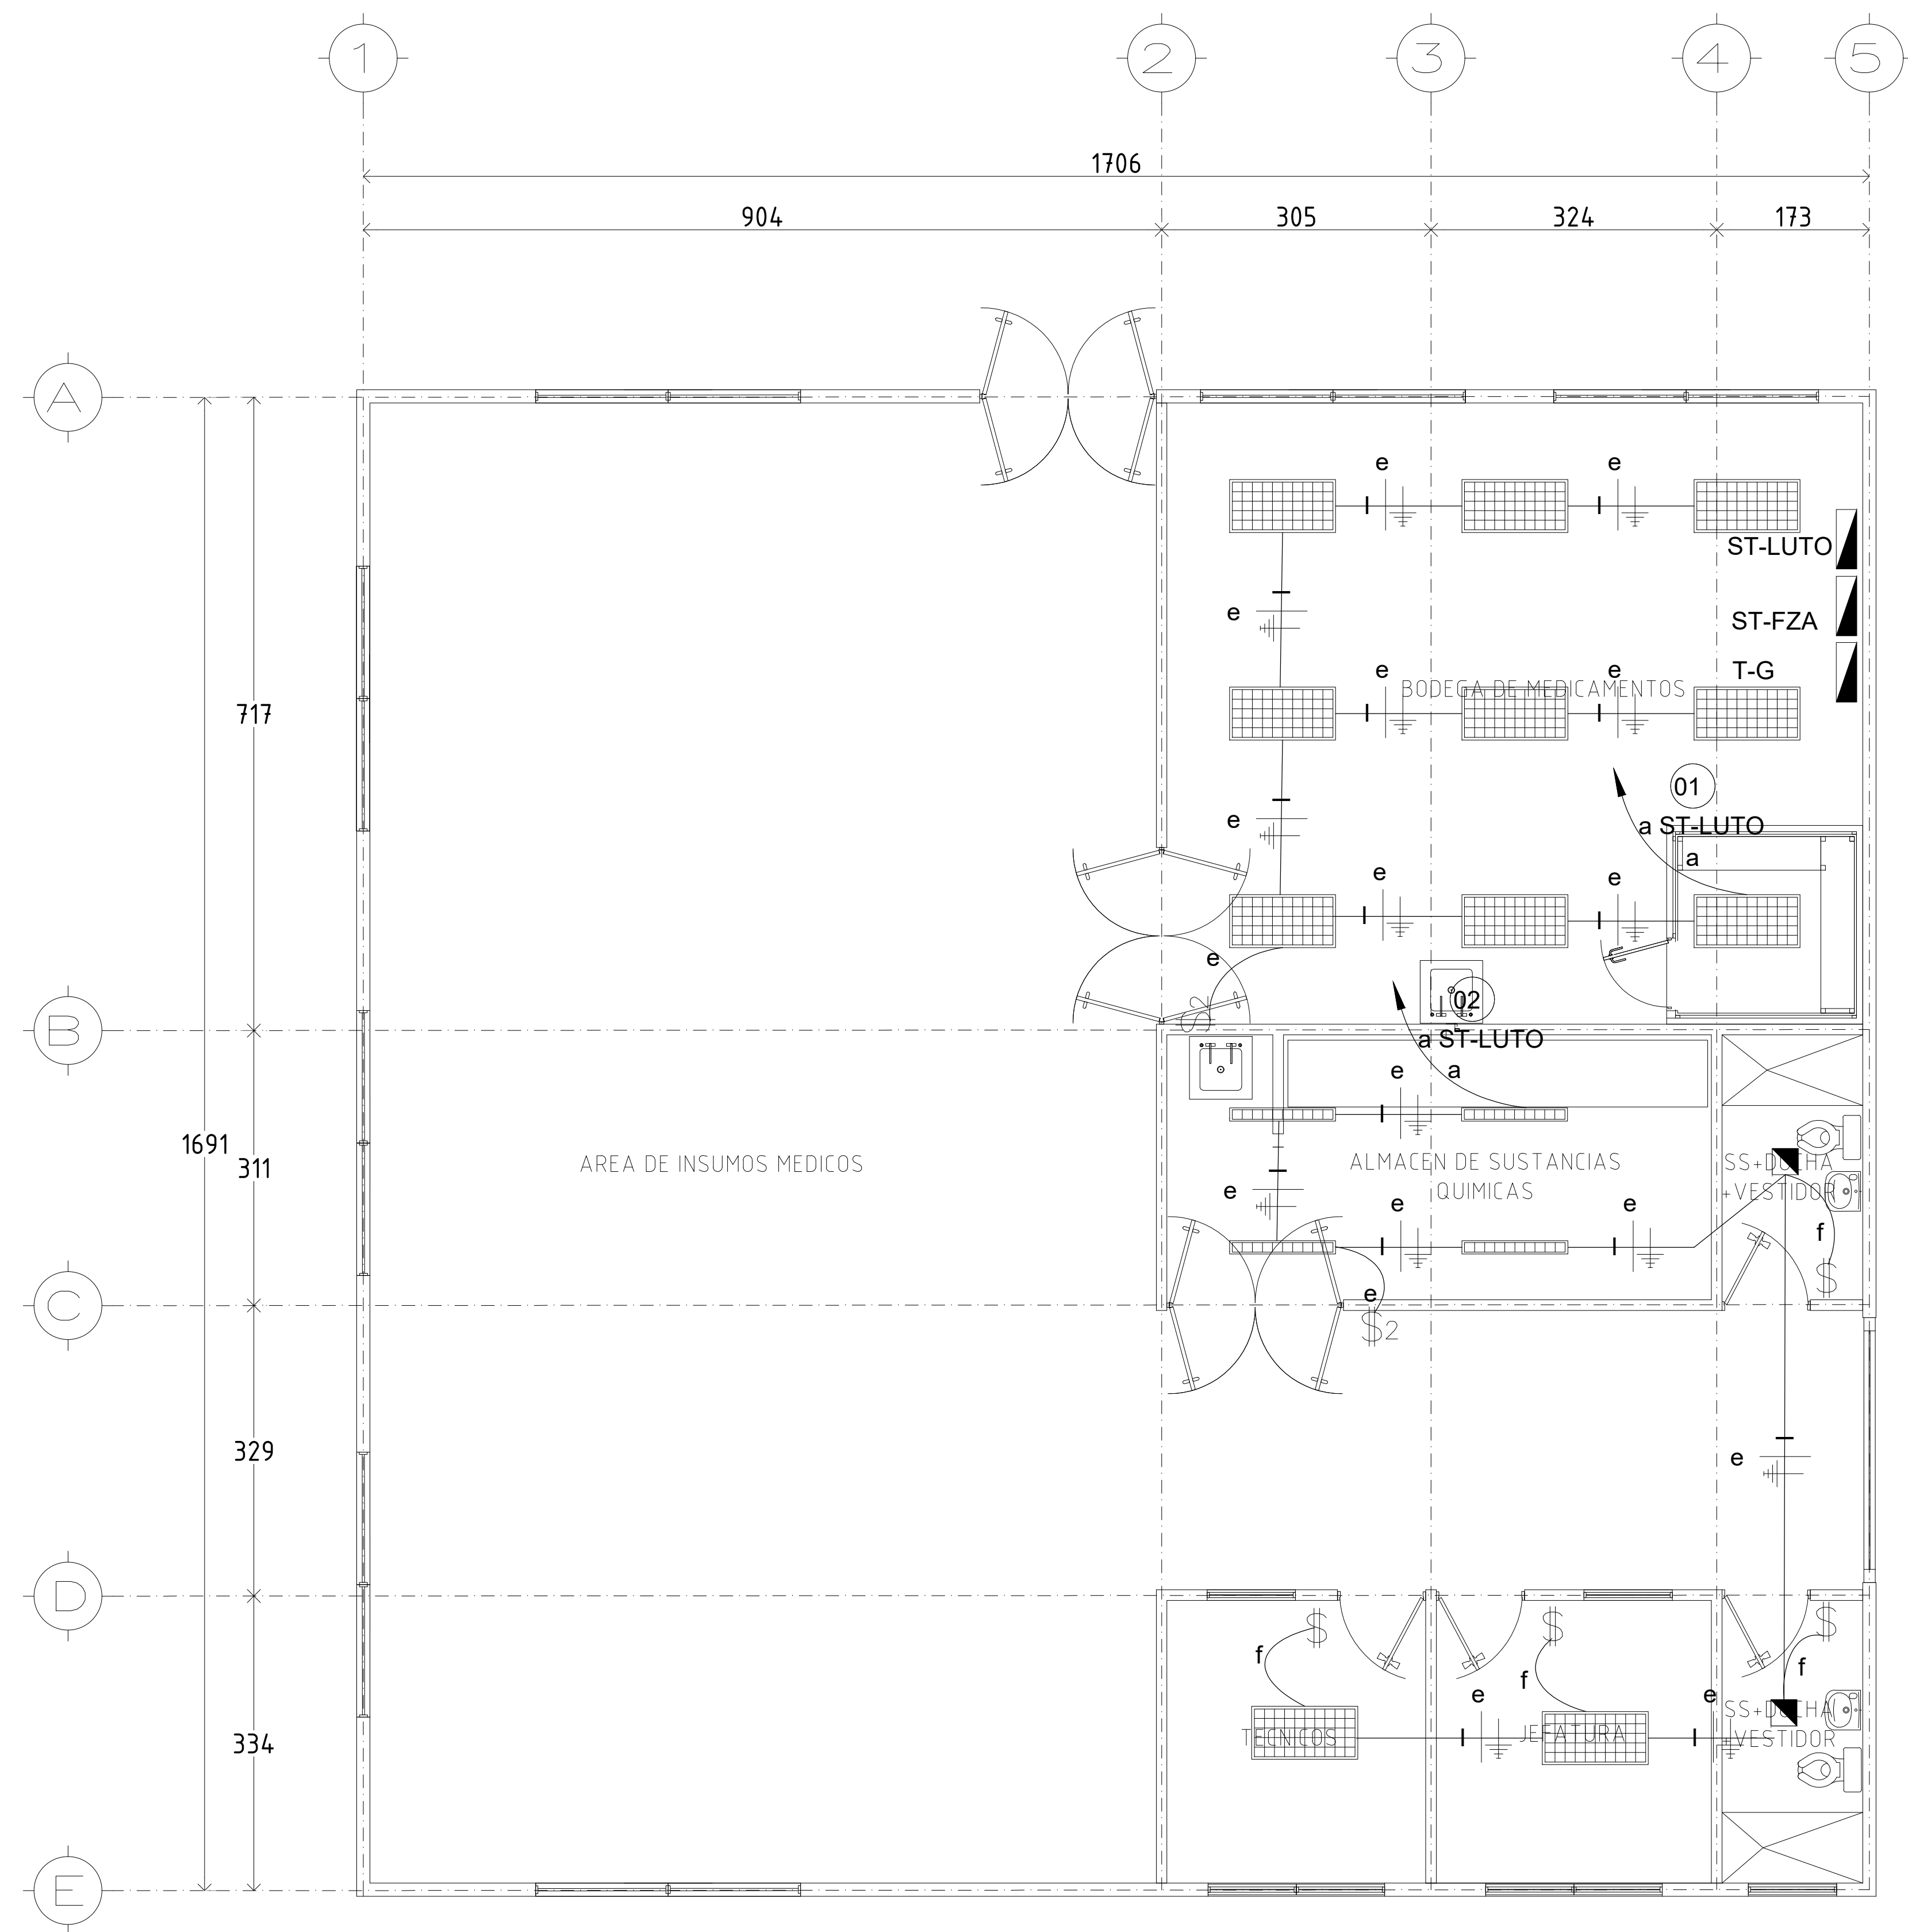 1 2 3 4 5
1706
904 305 324 173
A
e e
ST-LUTO
e
ST-FZA
e e T-G
BODEGA DE MEDICAMENTOS
717
01
e a ST-LUTO
a
e e
e
S2
02
B
a ST-LUTO
e a
1691
311
AREA DE INSUMOS MEDICOS
ALMACEN DE SUSTANCIAS
QUIMICAS
SS+DUCHA
+VESTIDOR
e e e
f
$
C
e
$2
329
e
D
$ $ $
f f f
e e
SS+DUCHA
+VESTIDOR
TECNICOS JEFATURA
334
E